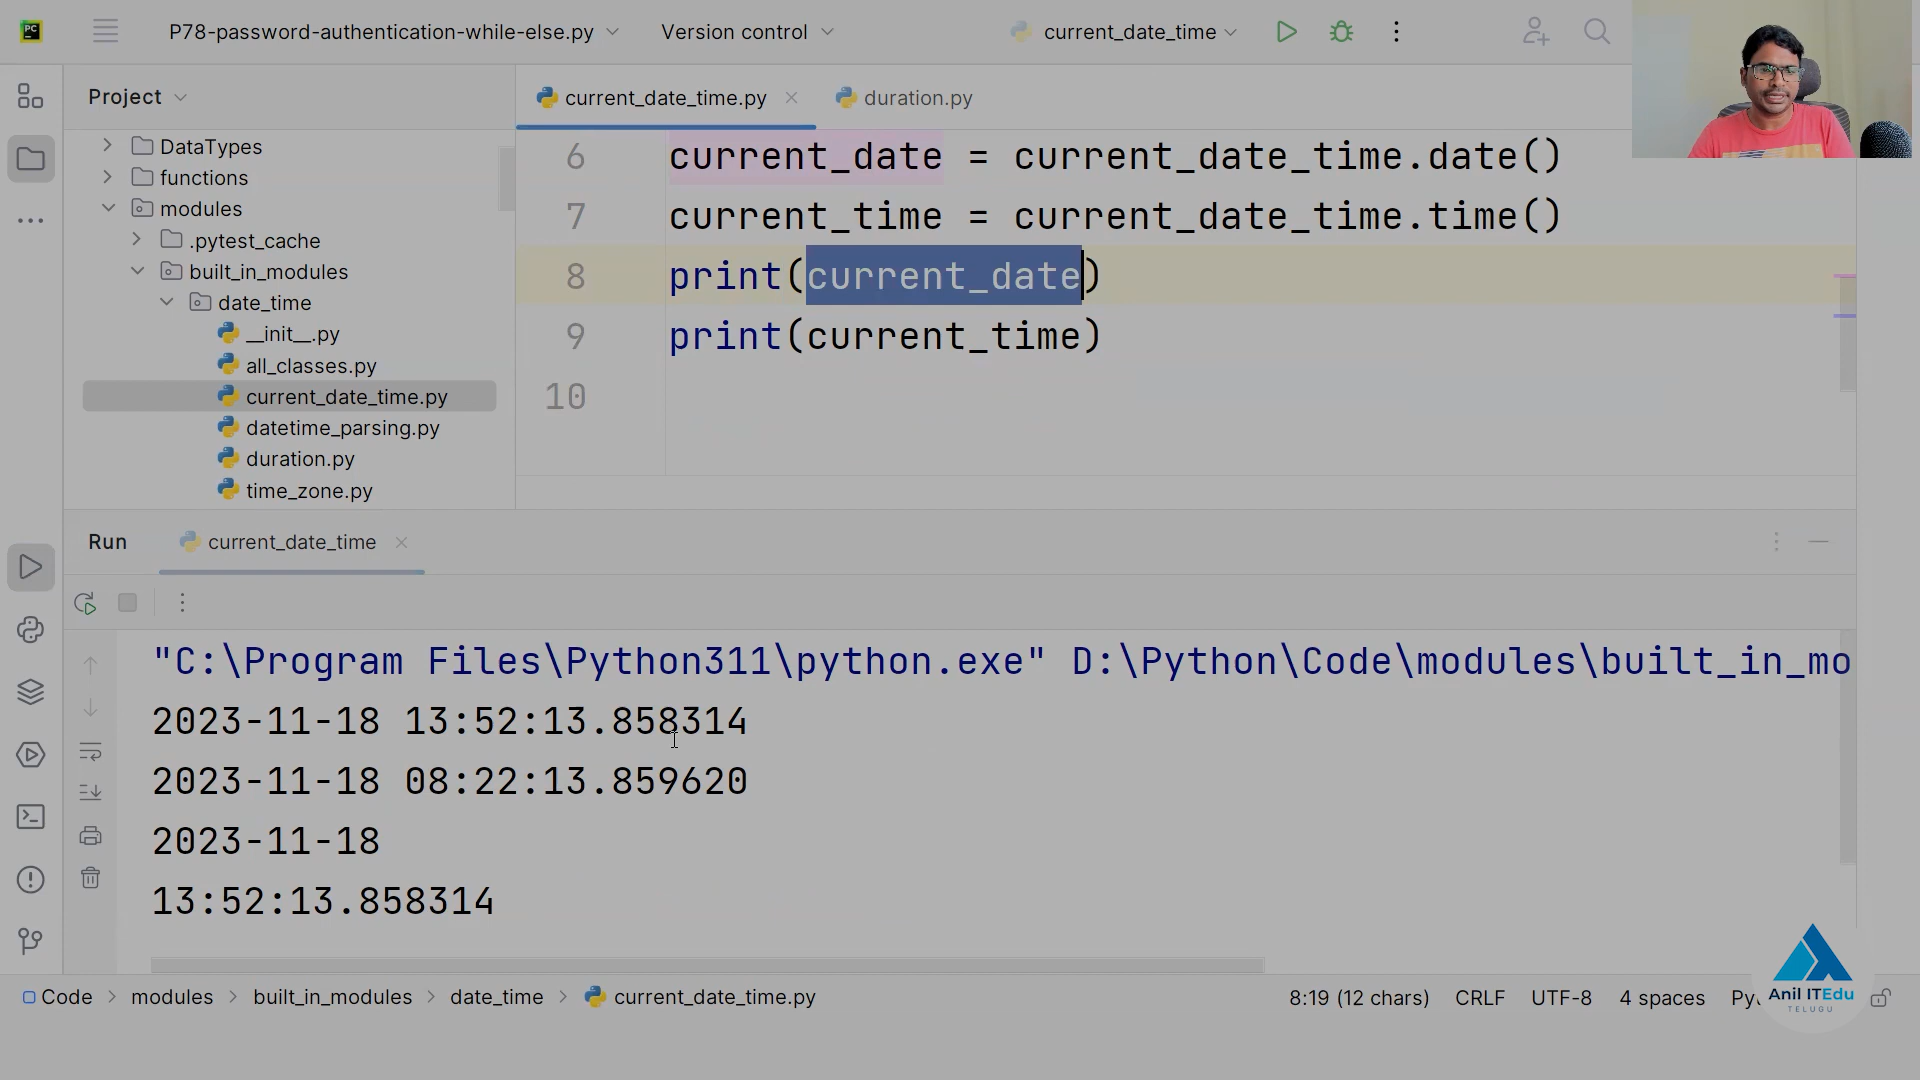 P78-password-authentication-while-else.py
Version control
current_date_time
Project
current_date_time.py
duration.py
DataTypes
functions
modules
.pytest_cache
built_in_modules
date_time
__init__.py
all_classes.py
current_date_time.py
datetime_parsing.py
duration.py
time_zone.py
6 current_date = current_date_time.date()
7 current_time = current_date_time.time()
8 print(current_date)
9 print(current_time)
10
Run
current_date_time
"C:\Program Files\Python311\python.exe" D:\Python\Code\modules\built_in_mo
2023-11-18 13:52:13.858314
2023-11-18 08:22:13.859620
2023-11-18
13:52:13.858314
Code > modules > built_in_modules > date_time > current_date_time.py
8:19 (12 chars) CRLF UTF-8 4 spaces
Anil ITEdu
TELUGU